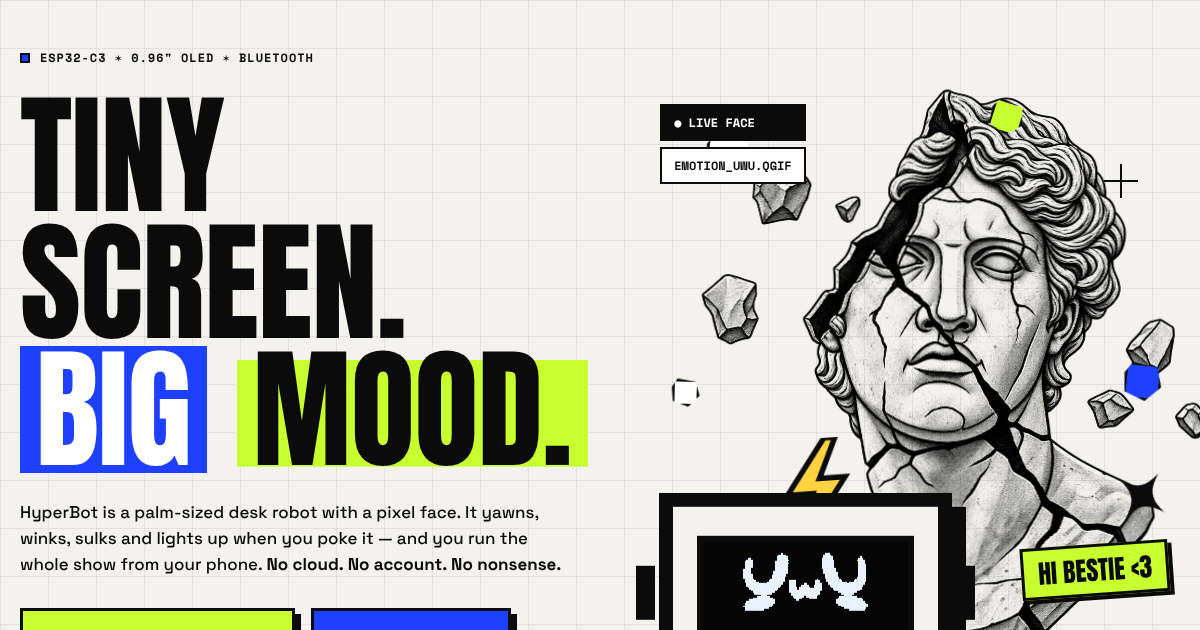 ESP32-C3 ✶ 0.96" OLED ✶ BLUETOOTH
TINY
SCREEN.
BIG MOOD.
HyperBot is a palm-sized desk robot with a pixel face. It yawns,
winks, sulks and lights up when you poke it — and you run the
whole show from your phone. No cloud. No account. No nonsense.
● LIVE FACE
EMOTION_UWU.QGIF
UwU
HI BESTIE <3